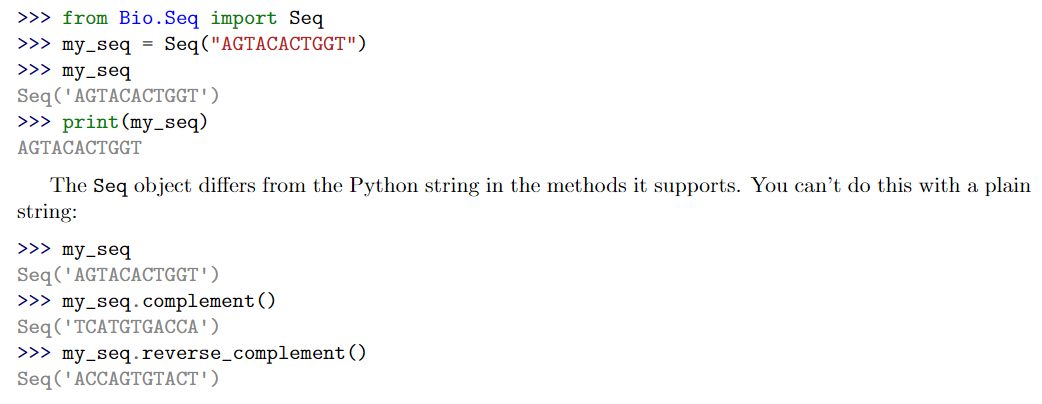 >>> from Bio.Seq import Seq
>>> my_seq = Seq("AGTACACTGGT")
>>> my_seq
Seq('AGTACACTGGT')
>>> print(my_seq)
AGTACACTGGT
The Seq object differs from the Python string in the methods it supports. You can't do this with a plain
string:
>>> my_seq
Seq('AGTACACTGGT')
>>> my_seq.complement()
Seq('TCATGTGACCA')
>>> my_seq.reverse_complement()
Seq('ACCAGTGTACT')